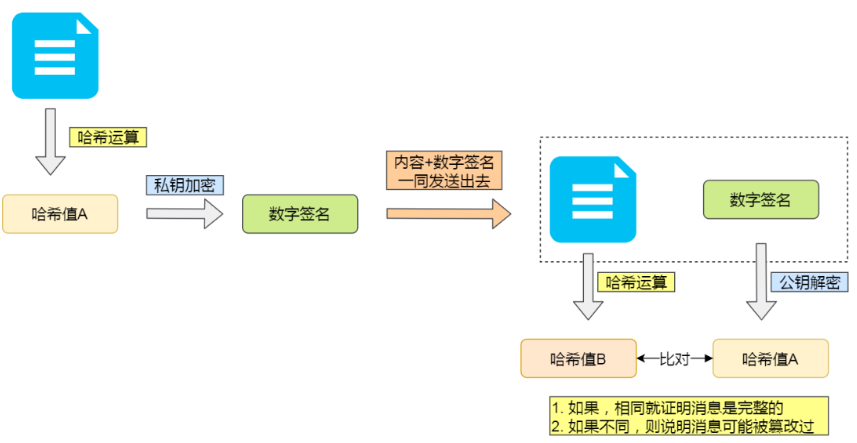 哈希运算
哈希值A
私钥加密
数字签名
内容+数字签名
一同发送出去
数字签名
哈希运算
公钥解密
哈希值B
比对
哈希值A
1. 如果，相同就证明消息是完整的
2. 如果不同，则说明消息可能被篡改过